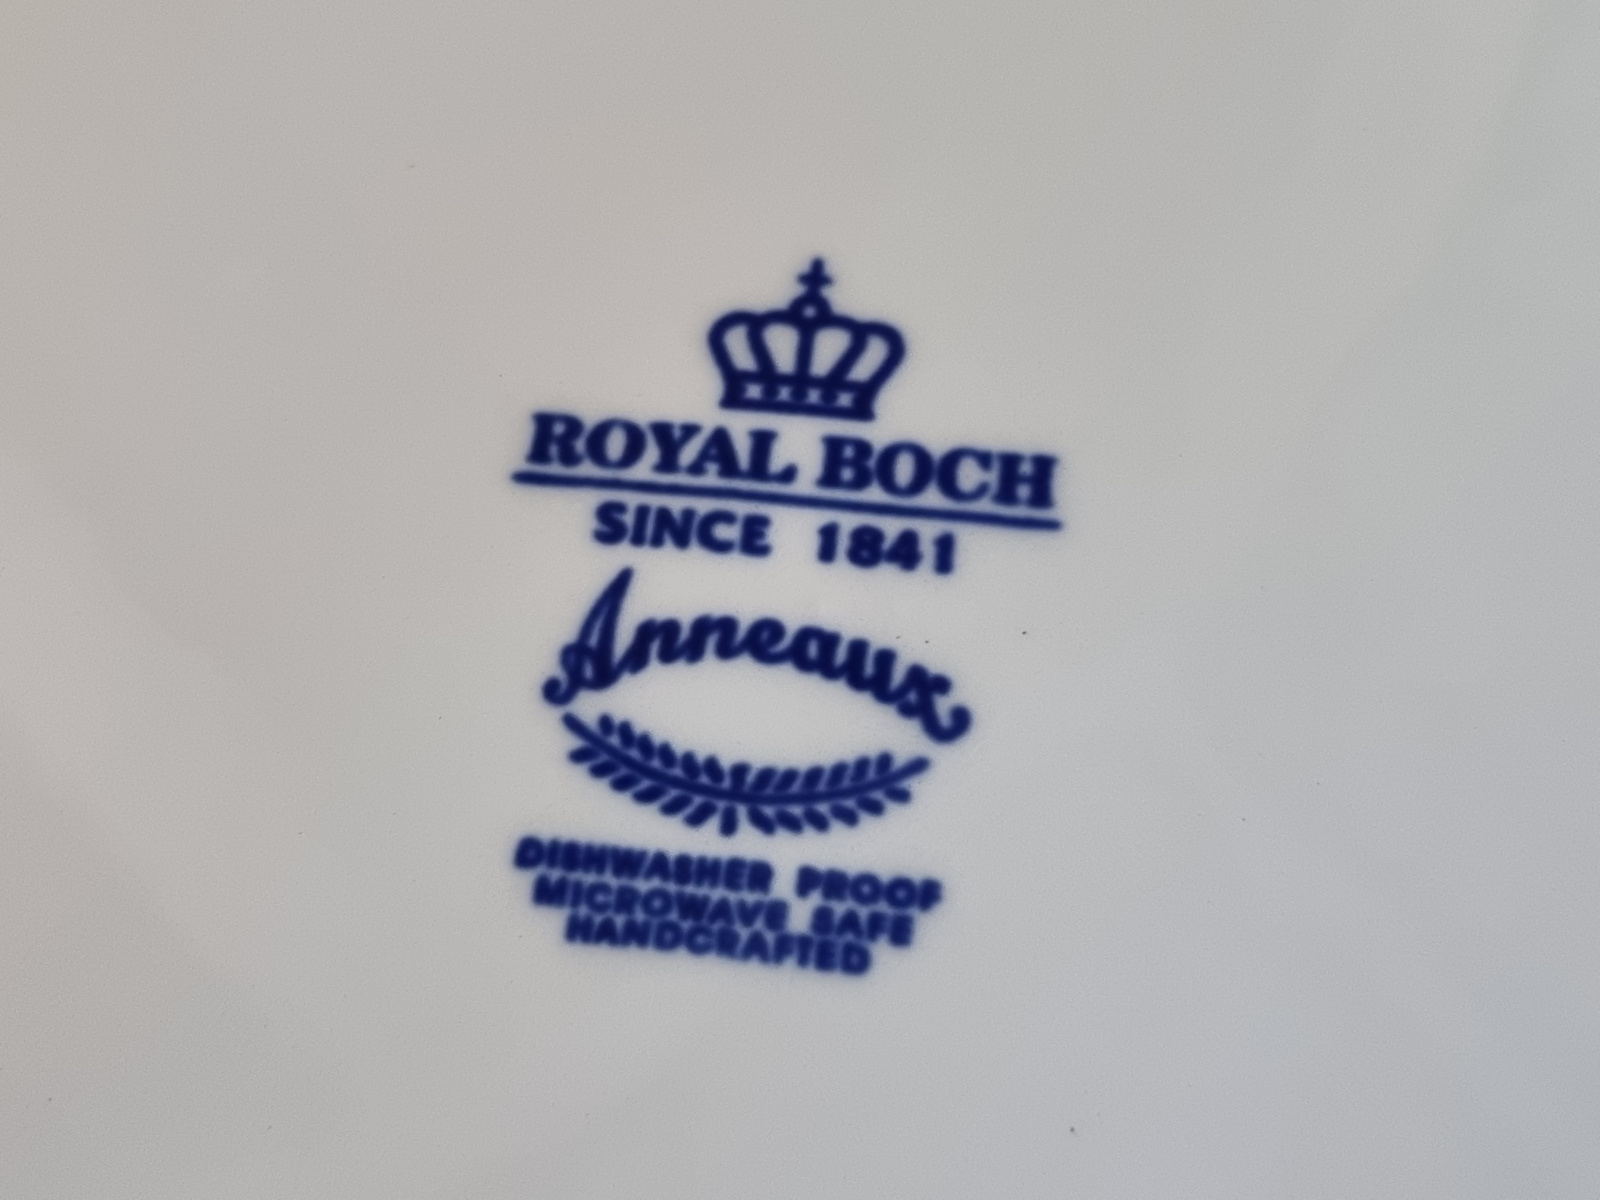 ROYAL BOCH
SINCE 1841
Anneaux
DISHWASHER PROOF
MICROWAVE SAFE
HANDCRAFTED